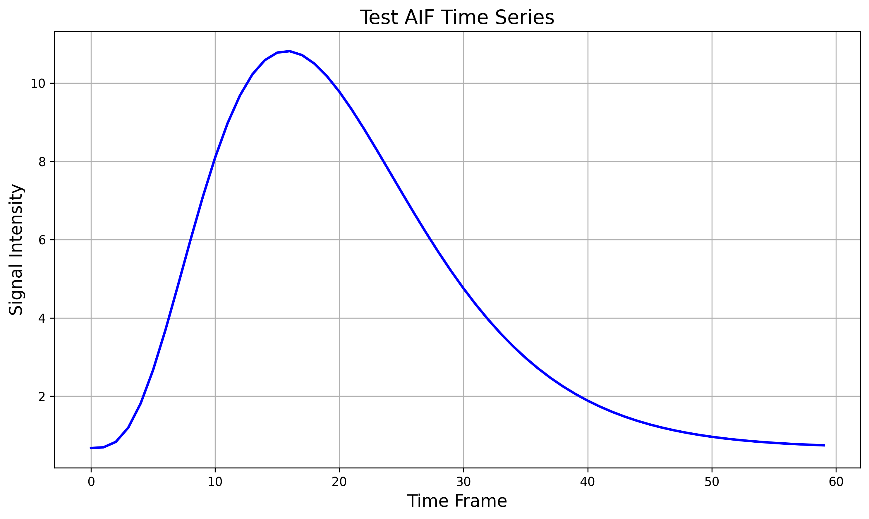 Test AIF Time Series
Signal Intensity
10
8
6
4
2
0 10 20 30 40 50 60
Time Frame